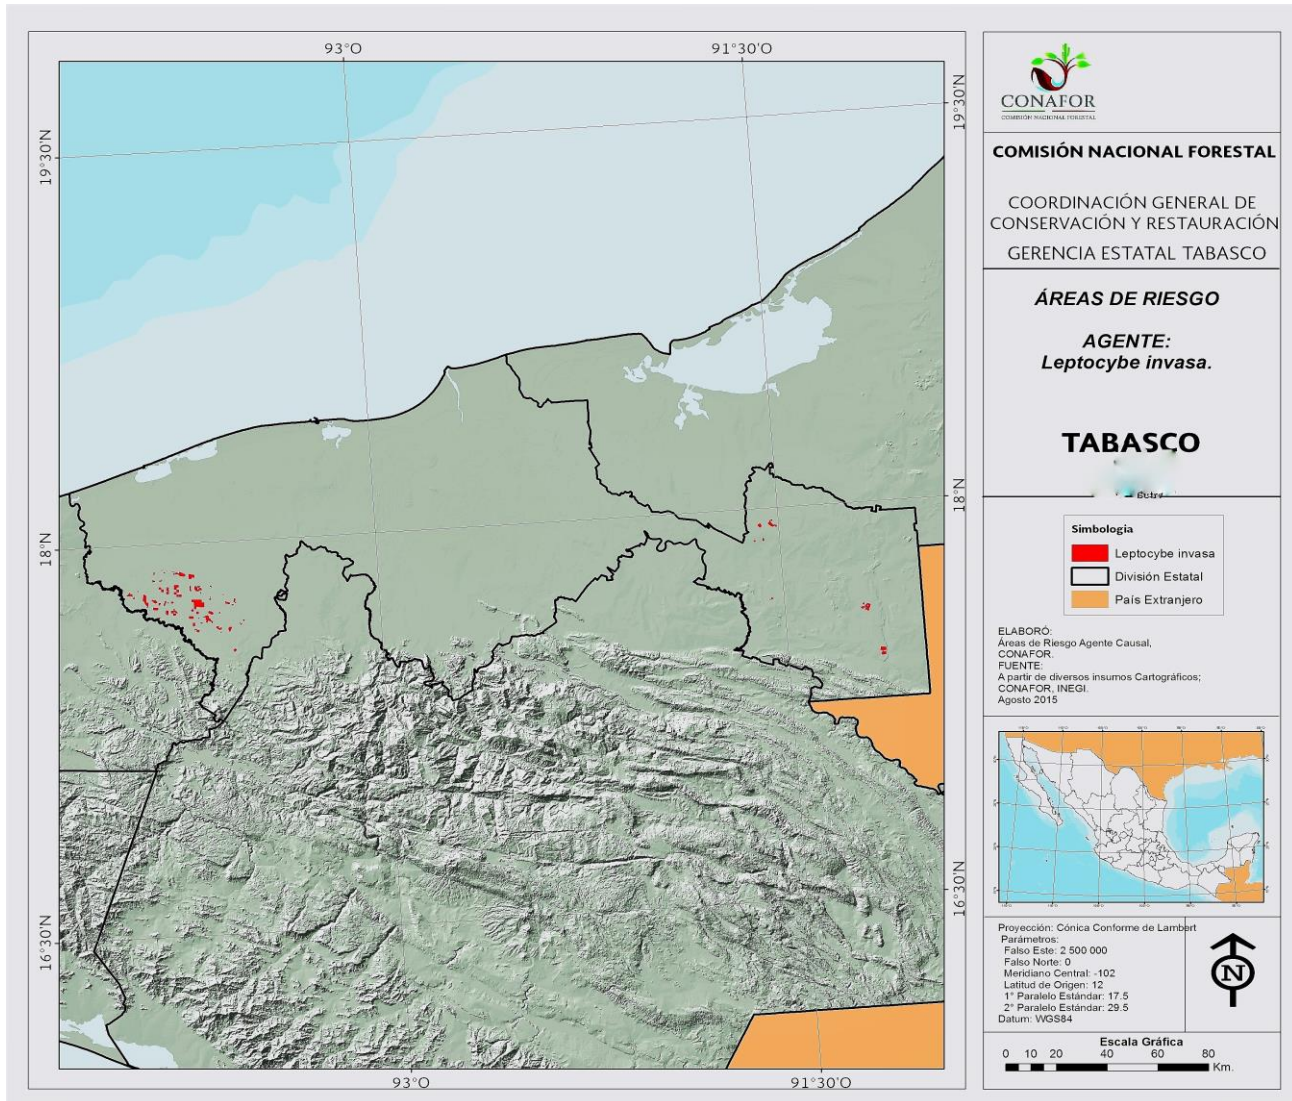 93°O
91°30'O
19°30'N
19°30'N
18°N
18°N
16°30'N
16°30'N
93°O
91°30'O
CONAFOR
COMISIÓN NACIONAL FORESTAL
COMISIÓN NACIONAL FORESTAL
COORDINACIÓN GENERAL DE
CONSERVACIÓN Y RESTAURACIÓN
GERENCIA ESTATAL TABASCO
ÁREAS DE RIESGO
AGENTE:
Leptocybe invasa.
TABASCO
Simbologia
Leptocybe invasa
División Estatal
País Extranjero
ELABORÓ:
Áreas de Riesgo Agente Causal,
CONAFOR.
FUENTE:
A partir de diversos insumos Cartográficos;
CONAFOR, INEGI.
Agosto 2015
Proyección: Cónica Conforme de Lambert
Parámetros:
Falso Este: 2 500 000
Falso Norte: 0
Meridiano Central: -102
Latitud de Origen: 12
1° Paralelo Estándar: 17.5
2° Paralelo Estándar: 29.5
Datum: WGS84
N
Escala Gráfica
0 10 20 40 60 80
Km.